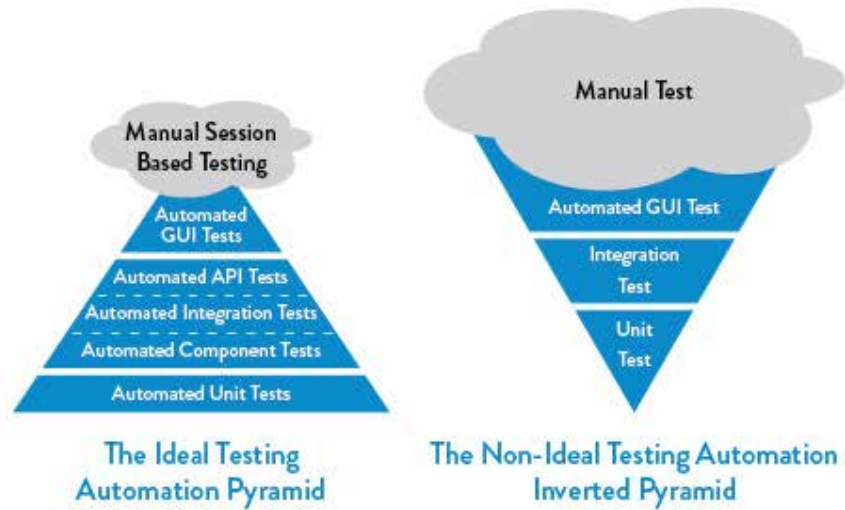 Manual Session
Based Testing
Automated
GUI Tests
Automated API Tests
Automated Integration Tests
Automated Component Tests
Automated Unit Tests
The Ideal Testing
Automation Pyramid
Manual Test
Automated GUI Test
Integration
Test
Unit
Test
The Non-Ideal Testing Automation
Inverted Pyramid